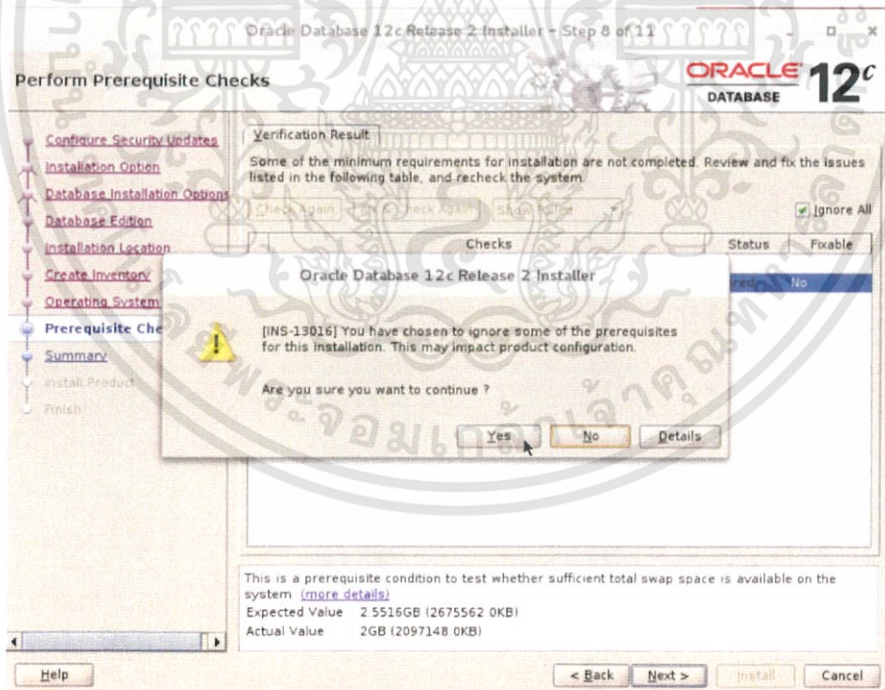 Oracle Database 12c Release 2 Installer - Step 8 of 11
Perform Prerequisite Checks
ORACLE
DATABASE
12c
Configure Security Updates
Installation Option
Database Installation Options
Database Edition
Installation Location
Create Inventory
Operating System
Prerequisite Che
Summary
Install Product
Finish
Verification Result
Some of the minimum requirements for installation are not completed. Review and fix the issues
listed in the following table, and recheck the system.
Check Again
Ignore All
Checks Status Fixable
No
Oracle Database 12c Release 2 Installer
[INS-13016] You have chosen to ignore some of the prerequisites
for this installation. This may impact product configuration.
Are you sure you want to continue ?
Yes No Details
This is a prerequisite condition to test whether sufficient total swap space is available on the
system (more details)
Expected Value : 2.5516GB (2675562.0KB)
Actual Value : 2GB (2097148.0KB)
Help < Back Next > Install Cancel